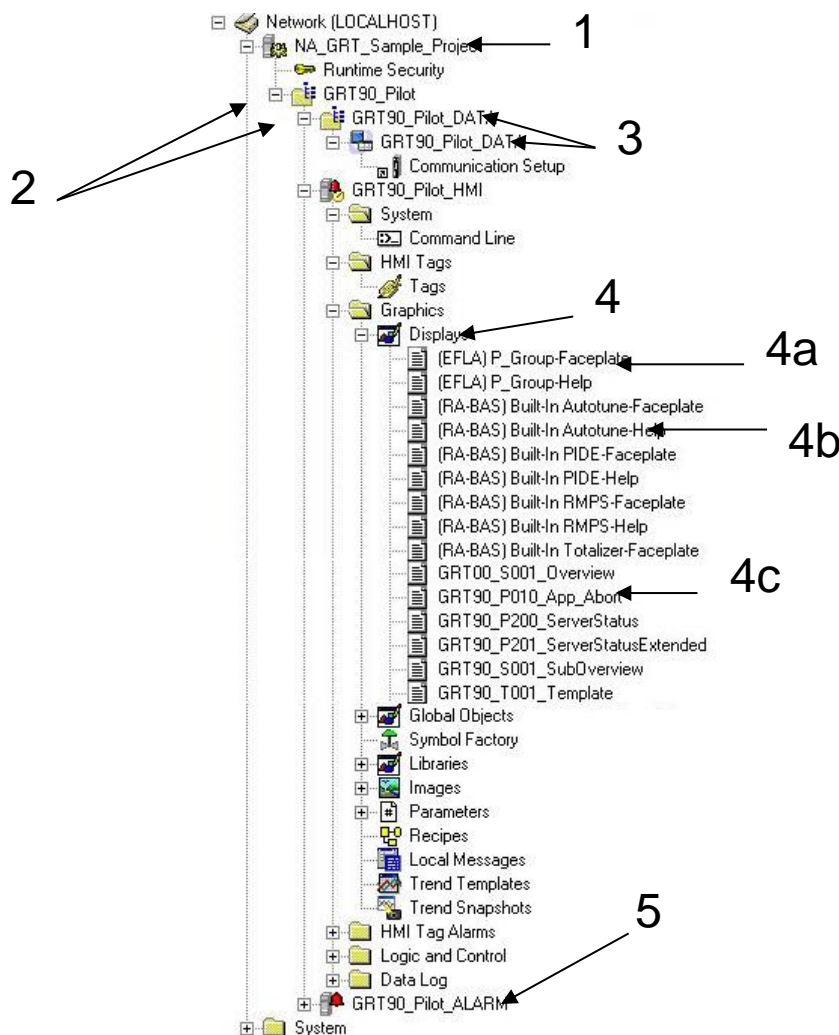 Network (LOCALHOST)
NA_GRT_Sample_Projec 1
Runtime Security
GRT90_Pilot
GRT90_Pilot_DATA
GRT90_Pilot_DATA 3
2
Communication Setup
GRT90_Pilot_HMI
System
Command Line
HMI Tags
Tags
Graphics 4
Displays
(EFLA) P_Group-Faceplate 4a
(EFLA) P_Group-Help
(RA-BAS) Built-In Autotune-Faceplate
(RA-BAS) Built-In Autotune-Help 4b
(RA-BAS) Built-In PIDE-Faceplate
(RA-BAS) Built-In PIDE-Help
(RA-BAS) Built-In RMPS-Faceplate
(RA-BAS) Built-In RMPS-Help
(RA-BAS) Built-In Totalizer-Faceplate
GRT00_S001_Overview 4c
GRT90_P010_App_Abort
GRT90_P200_ServerStatus
GRT90_P201_ServerStatusExtended
GRT90_S001_SubOverview
GRT90_T001_Template
Global Objects
Symbol Factory
Libraries
Images
Parameters
Recipes
Local Messages
Trend Templates
Trend Snapshots 5
HMI Tag Alarms
Logic and Control
Data Log
GRT90_Pilot_ALARM
System